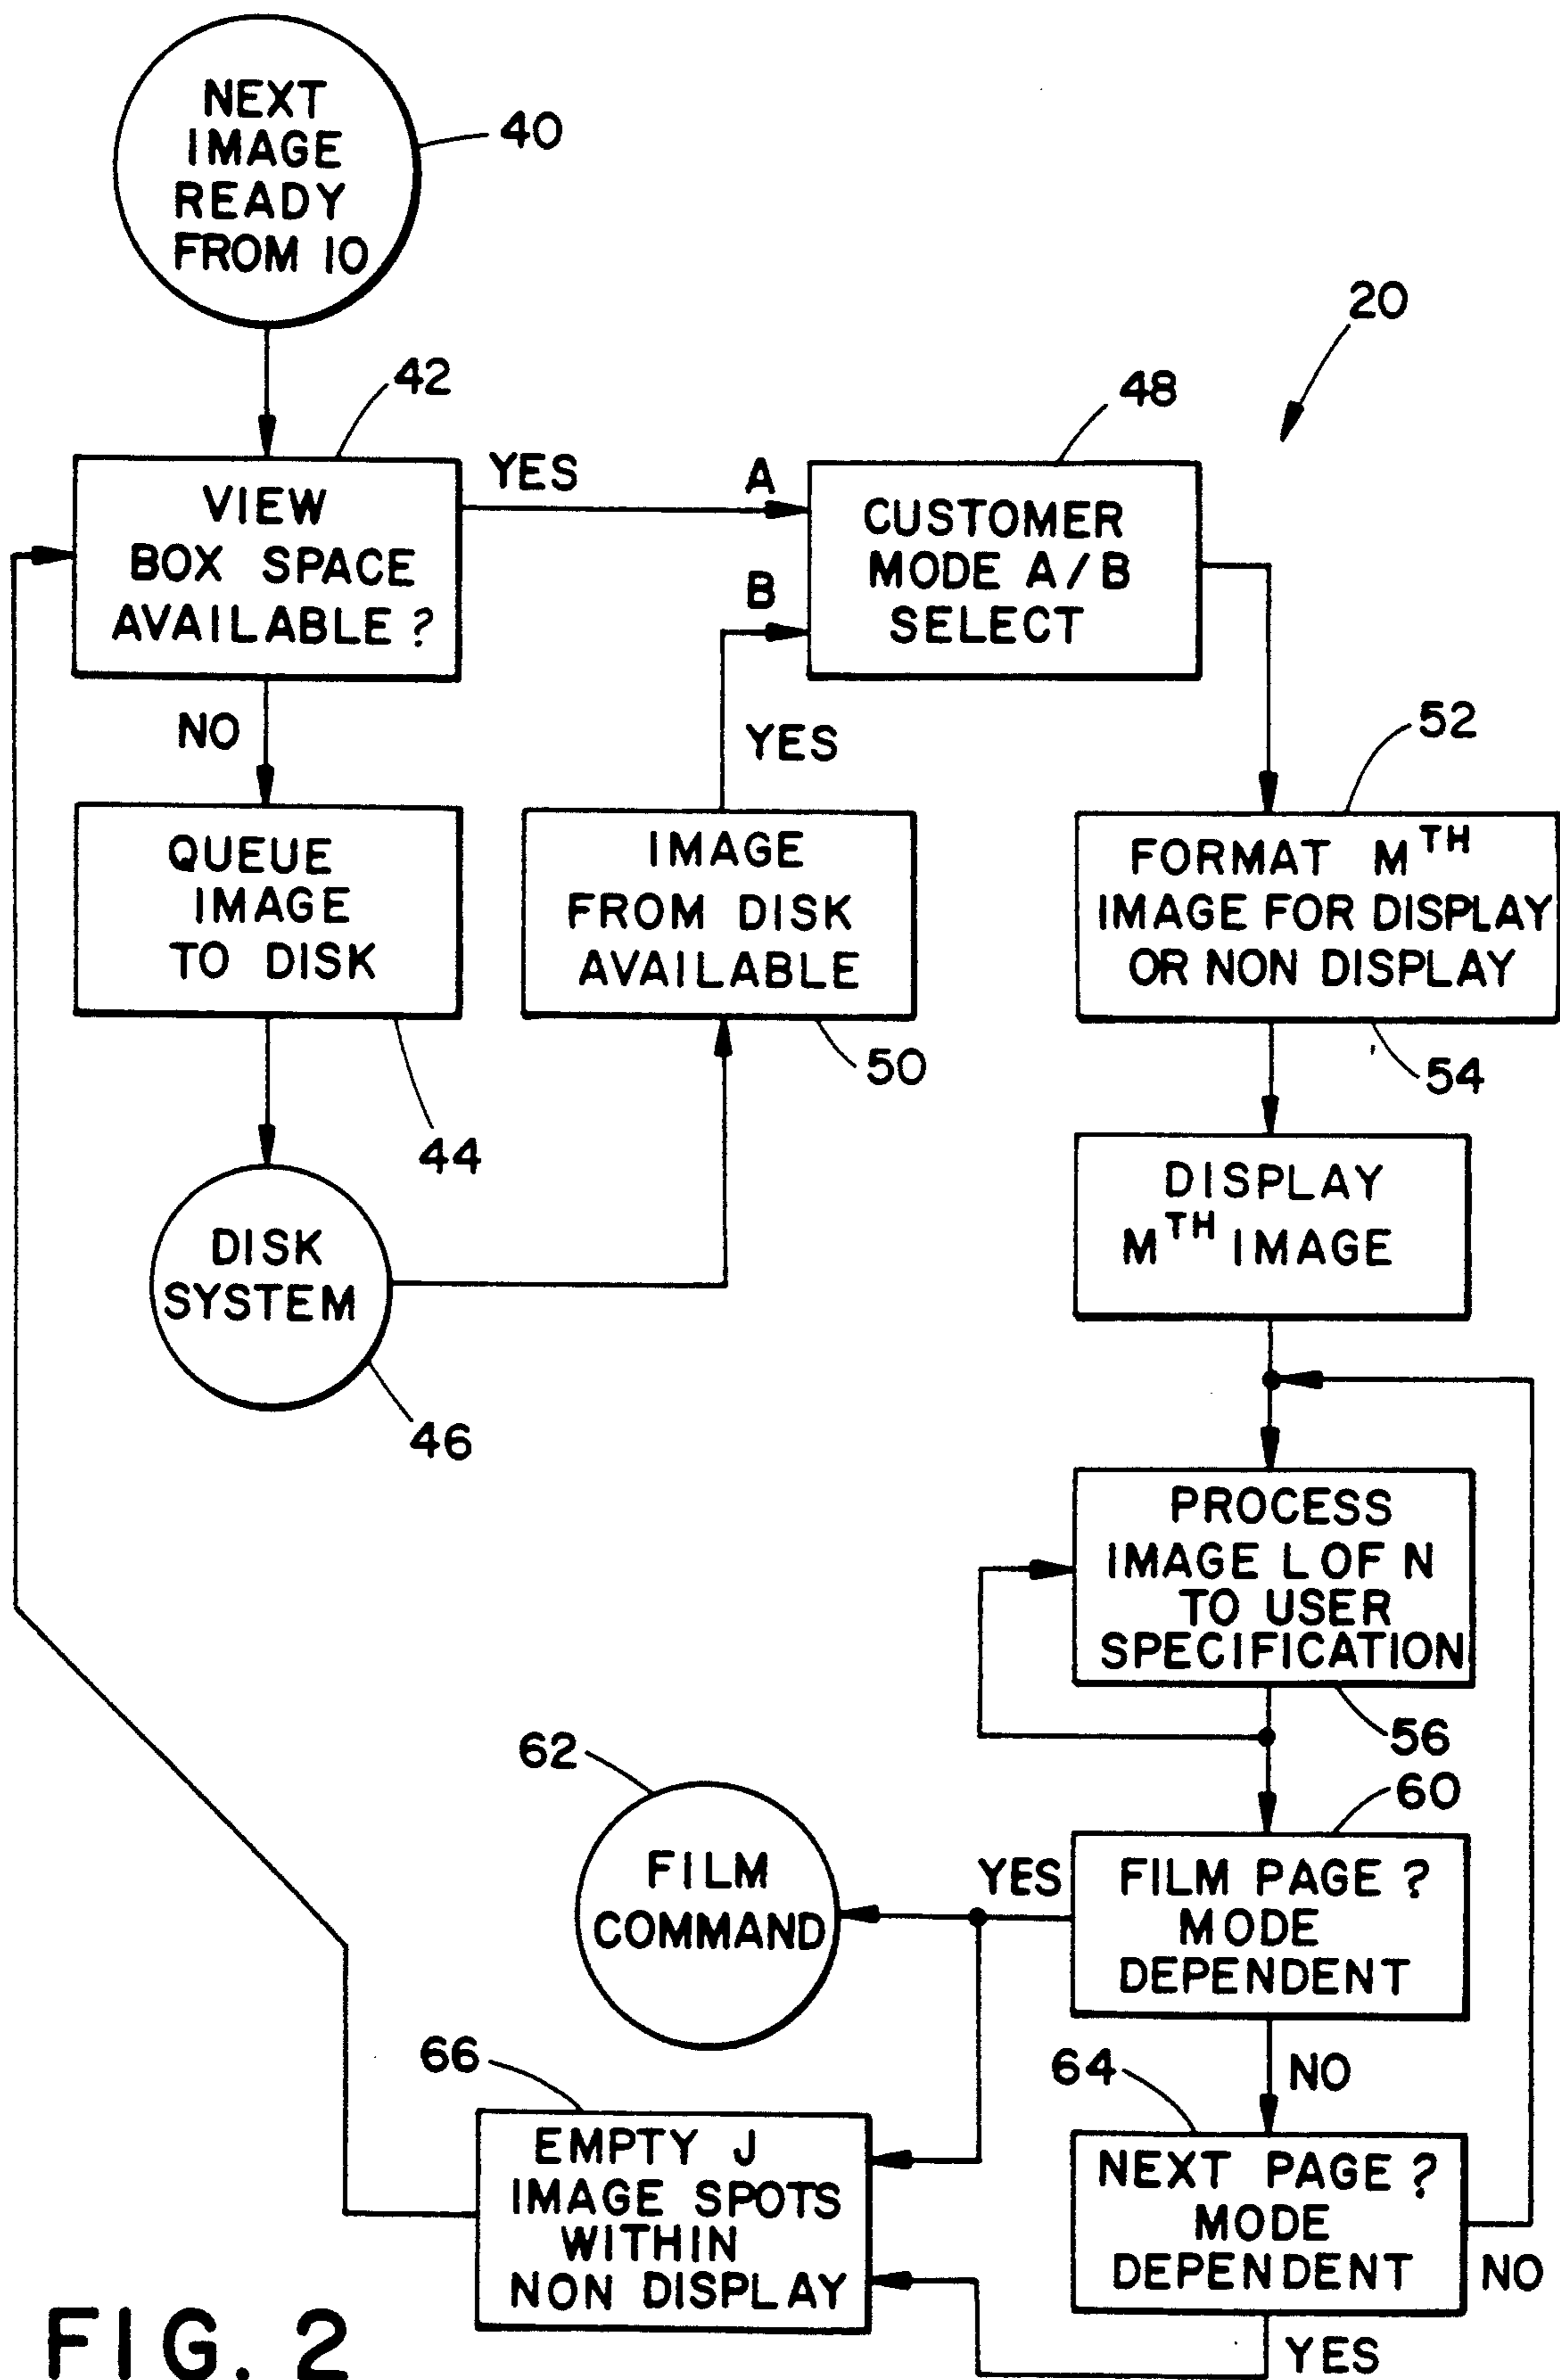 NEXT
IMAGE
READY
FROM 10
40
20
42
VIEW
BOX SPACE
AVAILABLE ?
YES
A
B
48
CUSTOMER
MODE A/B
SELECT
NO
YES
52
QUEUE
IMAGE
TO DISK
44
IMAGE
FROM DISK
AVAILABLE
50
FORMAT MTH
IMAGE FOR DISPLAY
OR NON DISPLAY
54
DISK
SYSTEM
46
DISPLAY
MTH IMAGE
PROCESS
IMAGE L OF N
TO USER
SPECIFICATION
56
60
62
FILM
COMMAND
YES
FILM PAGE ?
MODE
DEPENDENT
NO
64
66
EMPTY J
IMAGE SPOTS
WITHIN
NON DISPLAY
NEXT PAGE ?
MODE
DEPENDENT
NO
YES
FIG. 2